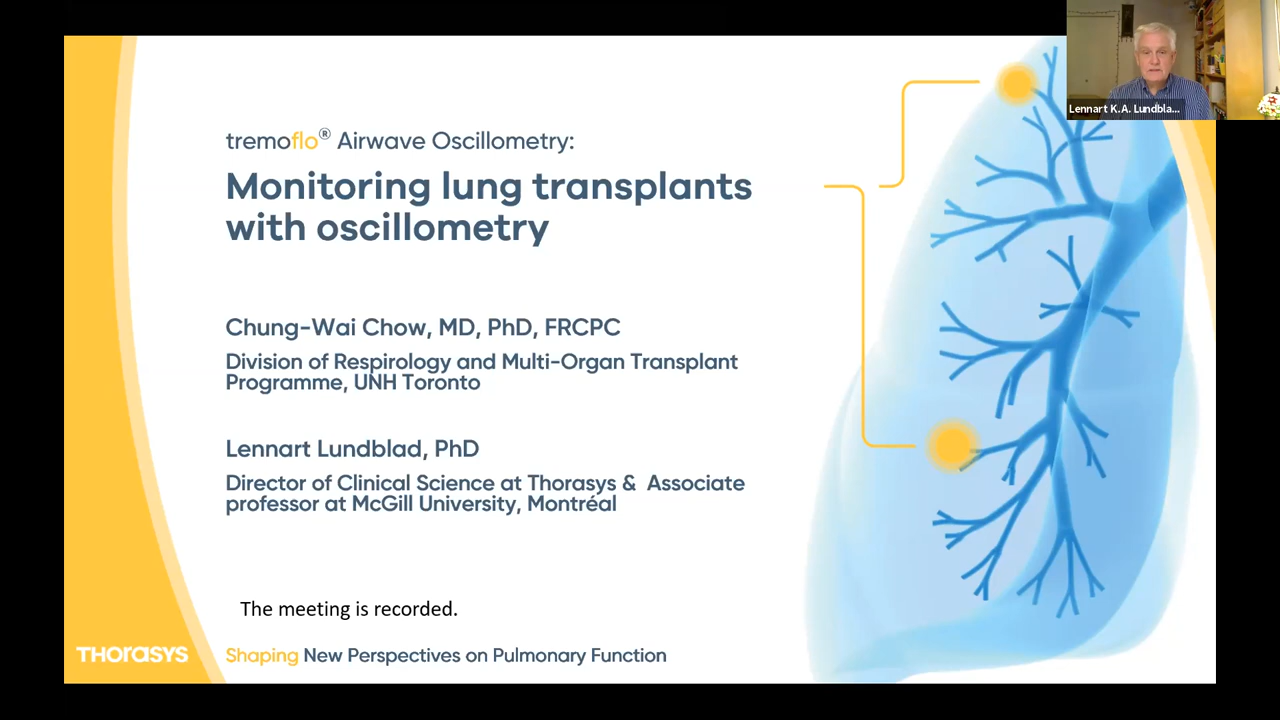 Lennart K.A. Lundbla...
tremoflo® Airwave Oscillometry:
Monitoring lung transplants
with oscillometry
Chung-Wai Chow, MD, PhD, FRCPC
Division of Respirology and Multi-Organ Transplant
Programme, UNH Toronto
Lennart Lundblad, PhD
Director of Clinical Science at Thorasys & Associate
professor at McGill University, Montréal
The meeting is recorded.
THORASYS
Shaping New Perspectives on Pulmonary Function